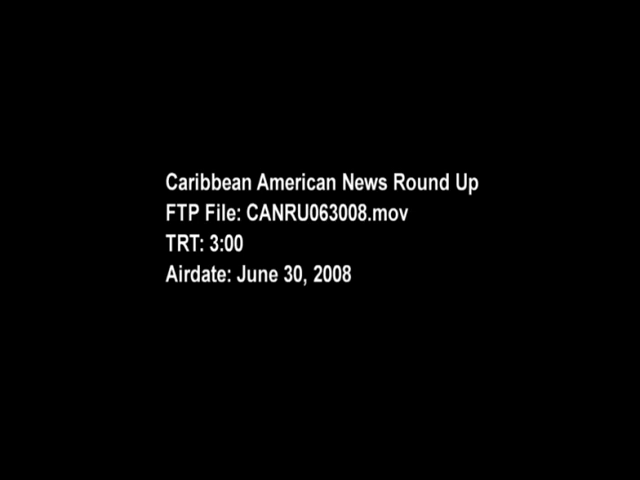 Caribbean American News Round Up
FTP File: CANRU063008.mov
TRT: 3:00
Airdate: June 30, 2008